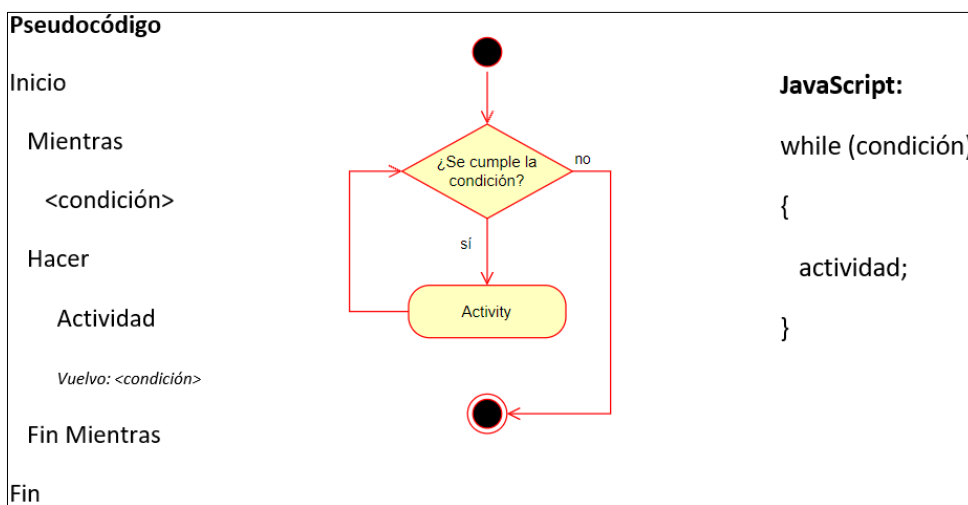 Pseudocódigo
Inicio
Mientras
<condición>
Hacer
Actividad
Vuelvo: <condición>
Fin Mientras
Fin
¿Se cumple la
condición?
no
sí
Activity
JavaScript:
while (condición)
{
actividad;
}